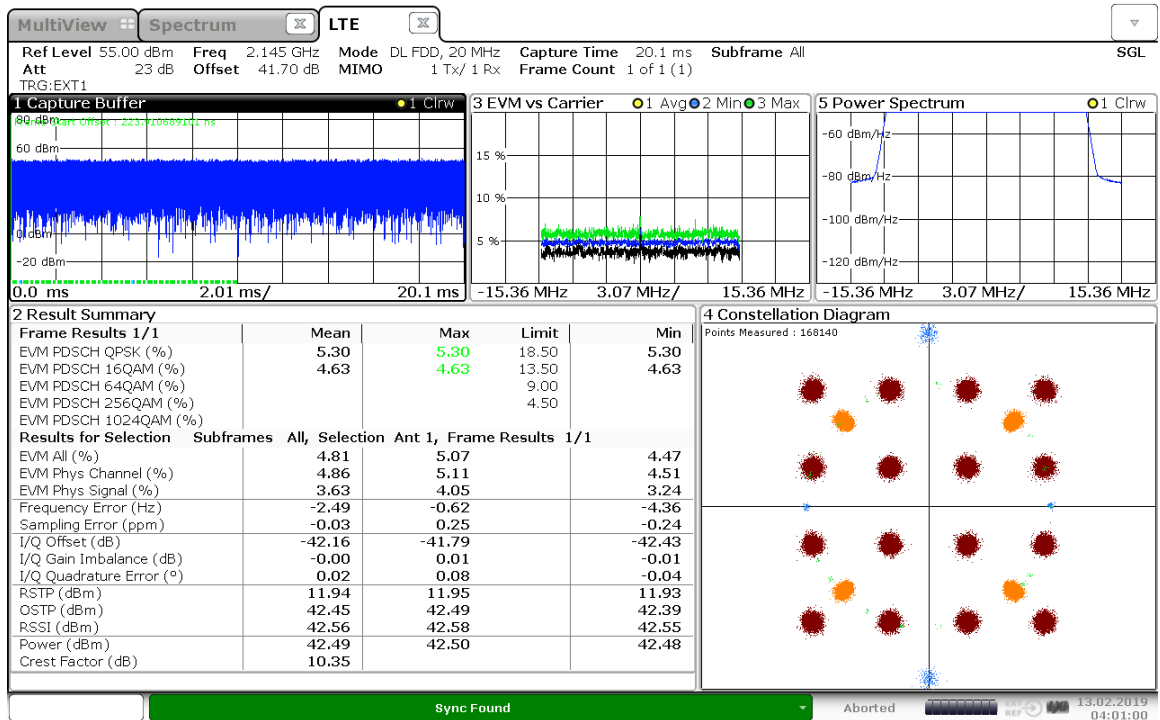 MultiView Spectrum LTE
Ref Level 55.00 dBm Freq 2.145 GHz Mode DL FDD, 20 MHz Capture Time 20.1 ms Subframe All SGL
Att 23 dB Offset 41.70 dB MIMO 1 Tx/ 1 Rx Frame Count 1 of 1 (1)
TRG:EXT1
1 Capture Buffer 1 Clrw
80 dBm
Frame Start Offset : 223.910689101 ns
60 dBm
0 dBm
-20 dBm
0.0 ms 2.01 ms/ 20.1 ms
3 EVM vs Carrier 1 Avg 2 Min 3 Max
15 %
10 %
5 %
-15.36 MHz 3.07 MHz/ 15.36 MHz
5 Power Spectrum 1 Clrw
-60 dBm/Hz
-80 dBm/Hz
-100 dBm/Hz
-120 dBm/Hz
-15.36 MHz 3.07 MHz/ 15.36 MHz
2 Result Summary
Frame Results 1/1 Mean Max Limit Min
EVM PDSCH QPSK (%) 5.30 5.30 18.50 5.30
EVM PDSCH 16QAM (%) 4.63 4.63 13.50 4.63
EVM PDSCH 64QAM (%) 9.00
EVM PDSCH 256QAM (%) 4.50
EVM PDSCH 1024QAM (%)
Results for Selection Subframes All, Selection Ant 1, Frame Results 1/1
EVM All (%) 4.81 5.07 4.47
EVM Phys Channel (%) 4.86 5.11 4.51
EVM Phys Signal (%) 3.63 4.05 3.24
Frequency Error (Hz) -2.49 -0.62 -4.36
Sampling Error (ppm) -0.03 0.25 -0.24
I/Q Offset (dB) -42.16 -41.79 -42.43
I/Q Gain Imbalance (dB) -0.00 0.01 -0.01
I/Q Quadrature Error (°) 0.02 0.08 -0.04
RSTP (dBm) 11.94 11.95 11.93
OSTP (dBm) 42.45 42.49 42.39
RSSI (dBm) 42.56 42.58 42.55
Power (dBm) 42.49 42.50 42.48
Crest Factor (dB) 10.35
4 Constellation Diagram
Points Measured : 168140
Sync Found
Aborted
EXT
REF
13.02.2019
04:01:00